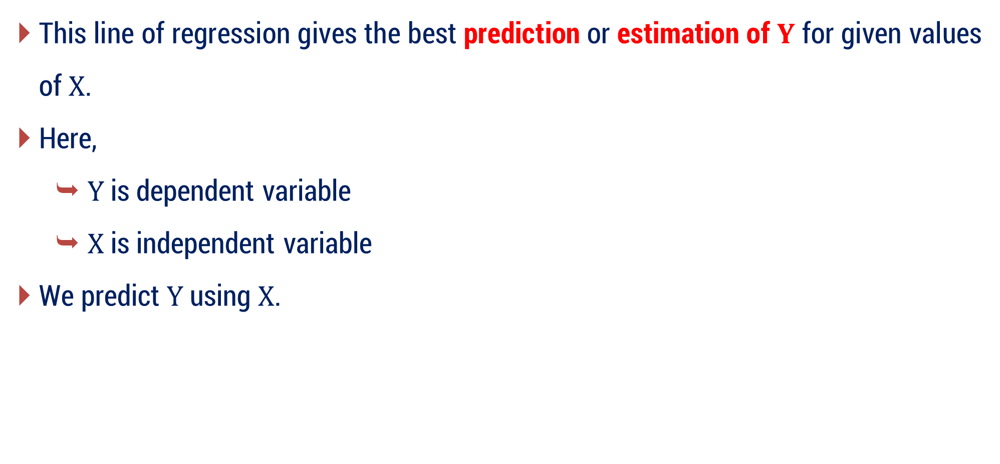 This line of regression gives the best prediction or estimation of Y for given values
of X.
Here,
Y is dependent variable
X is independent variable
We predict Y using X.